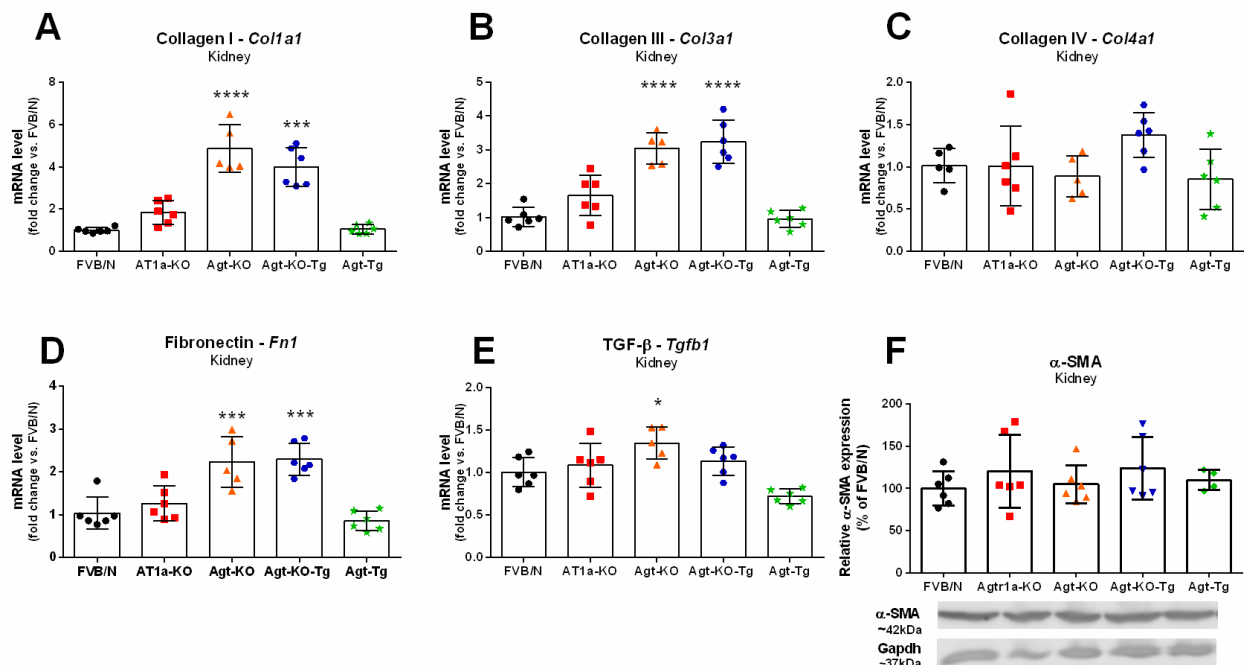 A
Collagen I - Col1a1
Kidney
mRNA level
(fold change vs. FVB/N)
8
6
4
2
0
****
***
FVB/N AT1a-KO Agt-KO Agt-KO-Tg Agt-Tg
B
Collagen III - Col3a1
Kidney
mRNA level
(fold change vs. FVB/N)
5
4
3
2
1
0
**** ****
FVB/N AT1a-KO Agt-KO Agt-KO-Tg Agt-Tg
C
Collagen IV - Col4a1
Kidney
mRNA level
(fold change vs. FVB/N)
2.0
1.5
1.0
0.5
0.0
FVB/N AT1a-KO Agt-KO Agt-KO-Tg Agt-Tg
D
Fibronectin - Fn1
Kidney
mRNA level
(fold change vs. FVB/N)
4
3
2
1
0
*** ***
FVB/N AT1a-KO Agt-KO Agt-KO-Tg Agt-Tg
E
TGF-β - Tgfb1
Kidney
mRNA level
(fold change vs. FVB/N)
2.0
1.5
1.0
0.5
0.0
*
FVB/N AT1a-KO Agt-KO Agt-KO-Tg Agt-Tg
F
α-SMA
Kidney
Relative α-SMA expression
(% of FVB/N)
200
150
100
50
0
FVB/N Agtr1a-KO Agt-KO Agt-KO-Tg Agt-Tg
α-SMA
~42kDa
Gapdh
~37kDa